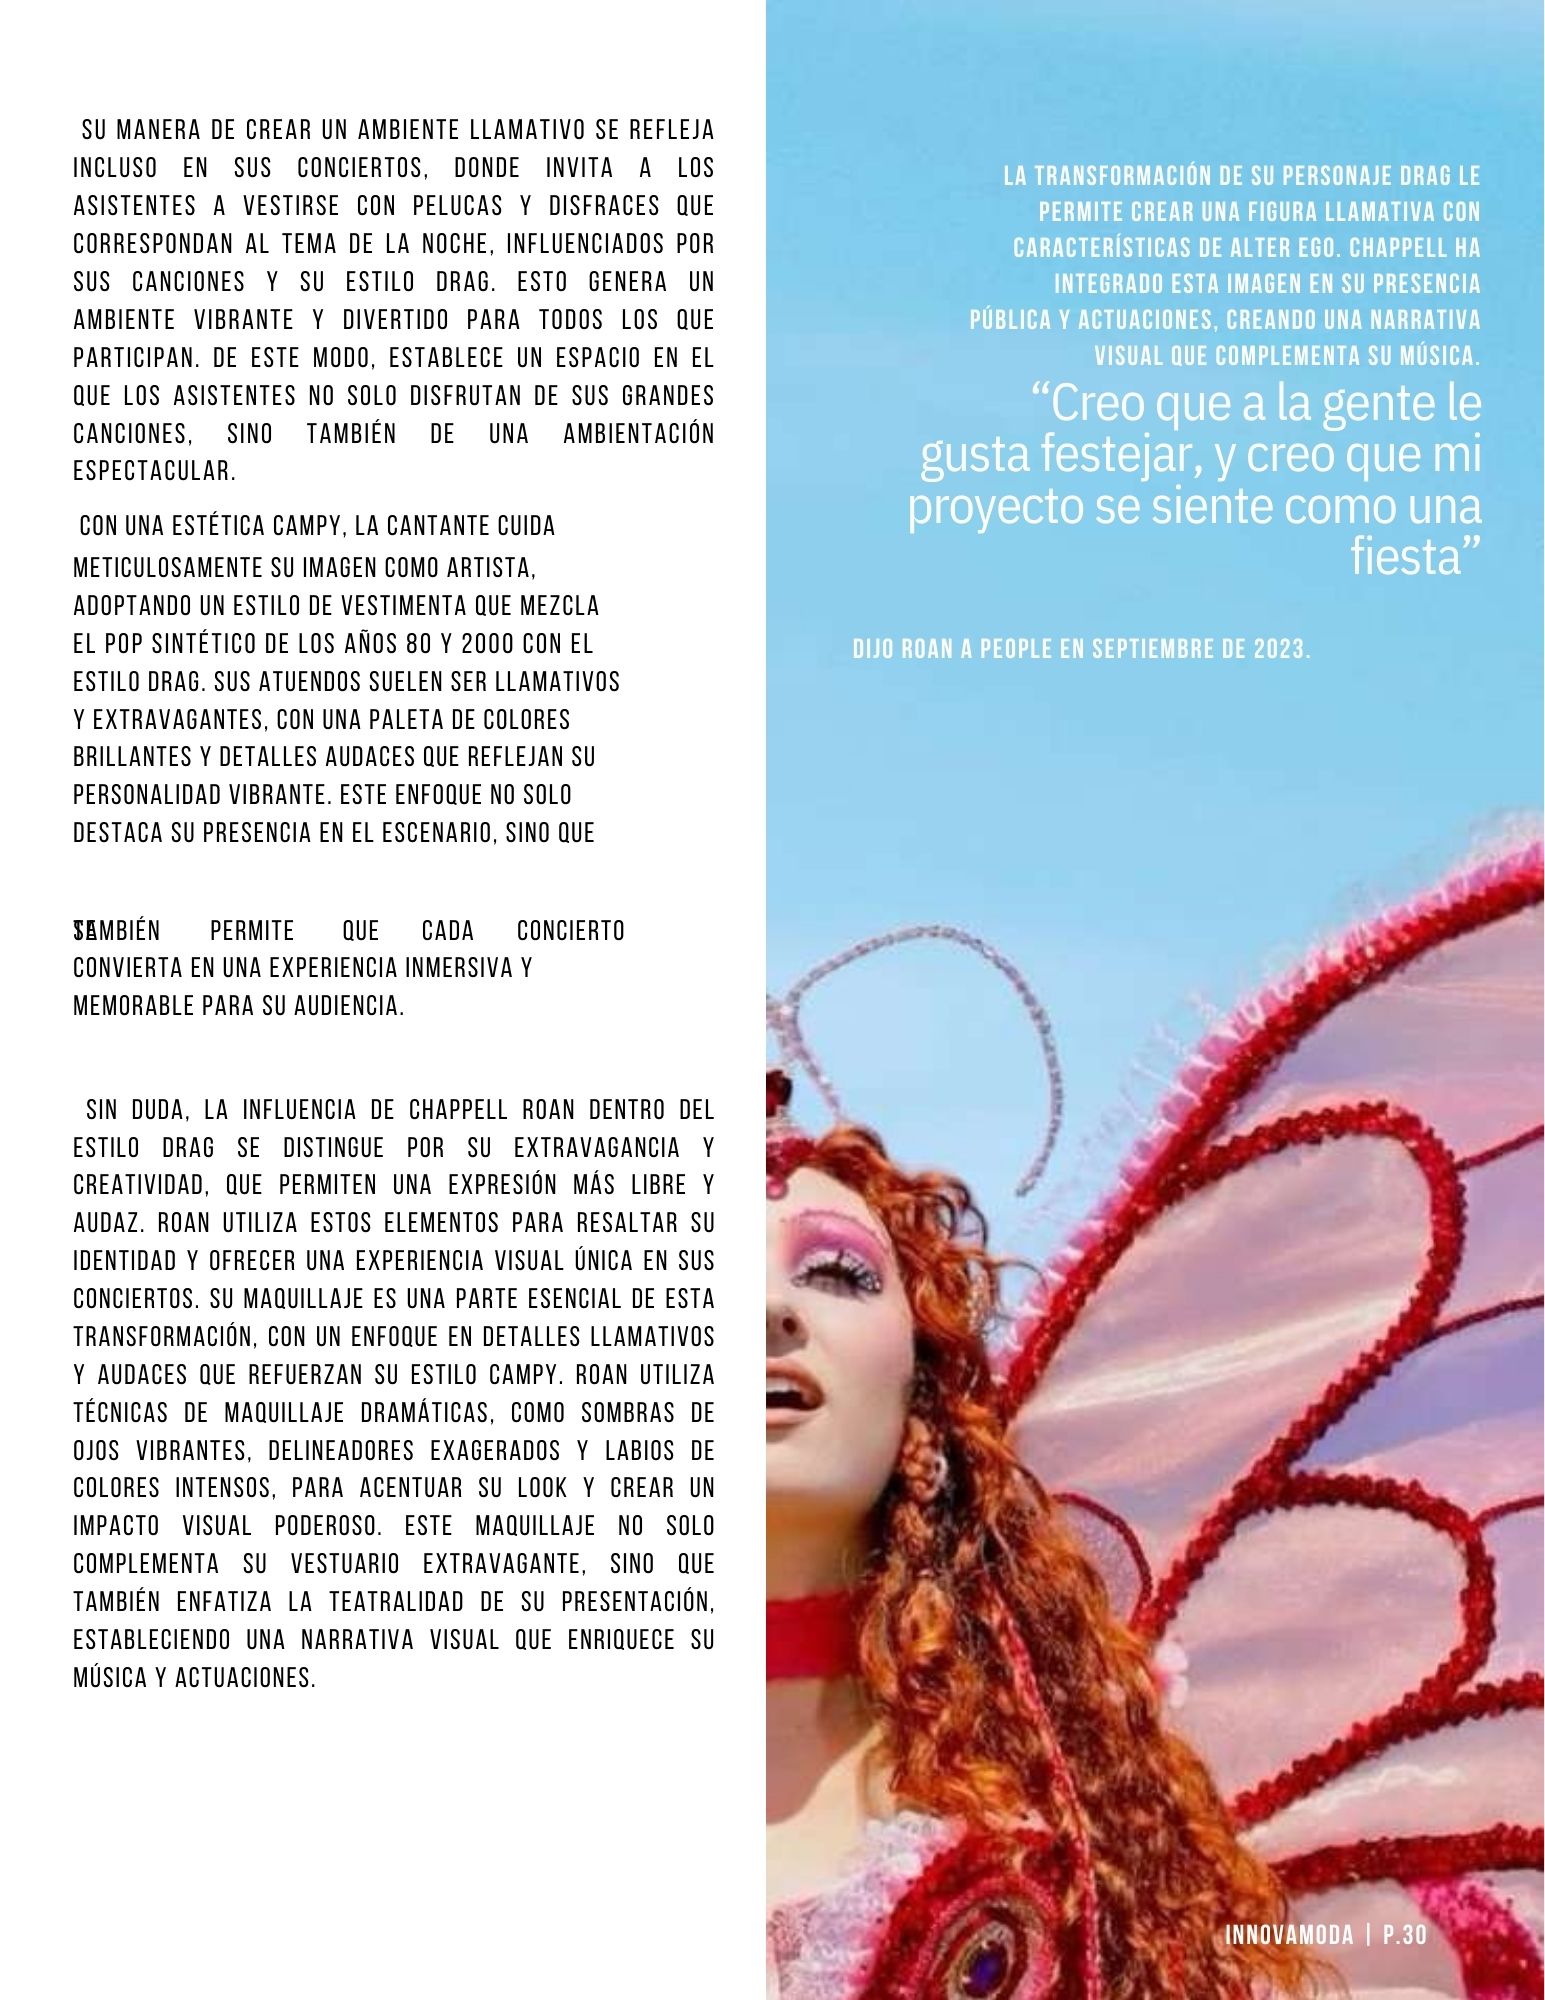 SU MANERA DE CREAR UN AMBIENTE LLAMATIVO SE REFLEJA
INCLUSO EN SUS CONCIERTOS, DONDE INVITA A LOS
ASISTENTES A VESTIRSE CON PELUCAS Y DISFRACES QUE
CORRESPONDAN AL TEMA DE LA NOCHE, INFLUENCIADOS POR
SUS CANCIONES Y SU ESTILO DRAG. ESTO GENERA UN
AMBIENTE VIBRANTE Y DIVERTIDO PARA TODOS LOS QUE
PARTICIPAN. DE ESTE MODO, ESTABLECE UN ESPACIO EN EL
QUE LOS ASISTENTES NO SOLO DISFRUTAN DE SUS GRANDES
CANCIONES, SINO TAMBIÉN DE UNA AMBIENTACIÓN
ESPECTACULAR.
CON UNA ESTÉTICA CAMPY, LA CANTANTE CUIDA
METICULOSAMENTE SU IMAGEN COMO ARTISTA,
ADOPTANDO UN ESTILO DE VESTIMENTA QUE MEZCLA
EL POP SINTÉTICO DE LOS AÑOS 80 Y 2000 CON EL
ESTILO DRAG. SUS ATUENDOS SUELEN SER LLAMATIVOS
Y EXTRAVAGANTES, CON UNA PALETA DE COLORES
BRILLANTES Y DETALLES AUDACES QUE REFLEJAN SU
PERSONALIDAD VIBRANTE. ESTE ENFOQUE NO SOLO
DESTACA SU PRESENCIA EN EL ESCENARIO, SINO QUE
TAMBIÉN PERMITE QUE CADA CONCIERTO
SE
CONVIERTA EN UNA EXPERIENCIA INMERSIVA Y
MEMORABLE PARA SU AUDIENCIA.
SIN DUDA, LA INFLUENCIA DE CHAPPELL ROAN DENTRO DEL
ESTILO DRAG SE DISTINGUE POR SU EXTRAVAGANCIA Y
CREATIVIDAD, QUE PERMITEN UNA EXPRESIÓN MÁS LIBRE Y
AUDAZ. ROAN UTILIZA ESTOS ELEMENTOS PARA RESALTAR SU
IDENTIDAD Y OFRECER UNA EXPERIENCIA VISUAL ÚNICA EN SUS
CONCIERTOS. SU MAQUILLAJE ES UNA PARTE ESENCIAL DE ESTA
TRANSFORMACIÓN, CON UN ENFOQUE EN DETALLES LLAMATIVOS
Y AUDACES QUE REFUERZAN SU ESTILO CAMPY. ROAN UTILIZA
TÉCNICAS DE MAQUILLAJE DRAMÁTICAS, COMO SOMBRAS DE
OJOS VIBRANTES, DELINEADORES EXAGERADOS Y LABIOS DE
COLORES INTENSOS, PARA ACENTUAR SU LOOK Y CREAR UN
IMPACTO VISUAL PODEROSO. ESTE MAQUILLAJE NO SOLO
COMPLEMENTA SU VESTUARIO EXTRAVAGANTE, SINO QUE
TAMBIÉN ENFATIZA LA TEATRALIDAD DE SU PRESENTACIÓN,
ESTABLECIENDO UNA NARRATIVA VISUAL QUE ENRIQUECE SU
MÚSICA Y ACTUACIONES.
LA TRANSFORMACIÓN DE SU PERSONAJE DRAG LE
PERMITE CREAR UNA FIGURA LLAMATIVA CON
CARACTERÍSTICAS DE ALTER EGO. CHAPPELL HA
INTEGRADO ESTA IMAGEN EN SU PRESENCIA
PÚBLICA Y ACTUACIONES, CREANDO UNA NARRATIVA
VISUAL QUE COMPLEMENTA SU MÚSICA.
“Creo que a la gente le
gusta festejar, y creo que mi
proyecto se siente como una
fiesta”
DIJO ROAN A PEOPLE EN SEPTIEMBRE DE 2023.
INNOVAMODA | P.30